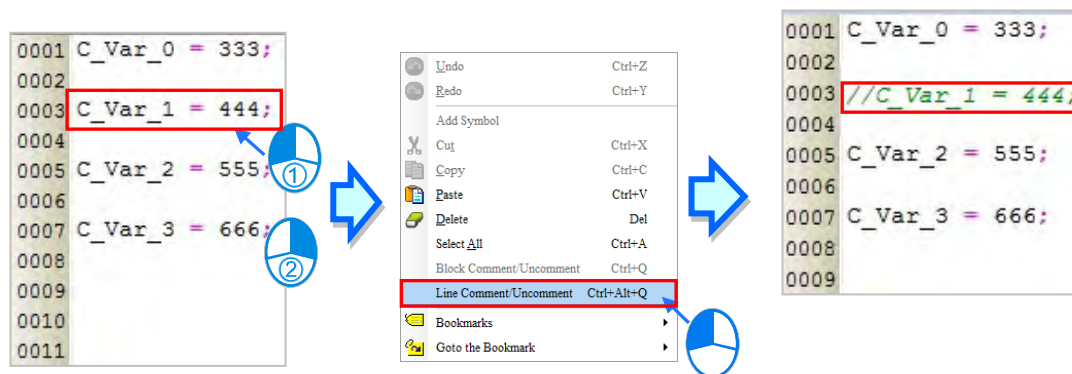 0001 C_Var_0 = 333;
0002
0003 C_Var_1 = 444;
0004
0005 C_Var_2 = 555;
0006
0007 C_Var_3 = 666;
0008
0009
0010
0011
①
②
Undo Ctrl+Z
Redo Ctrl+Y
Add Symbol
Cut Ctrl+X
Copy Ctrl+C
Paste Ctrl+V
Delete Del
Select All Ctrl+A
Block Comment/Uncomment Ctrl+Q
Line Comment/Uncomment Ctrl+Alt+Q
Bookmarks
Goto the Bookmark
0001 C_Var_0 = 333;
0002
0003 //C_Var_1 = 444;
0004
0005 C_Var_2 = 555;
0006
0007 C_Var_3 = 666;
0008
0009